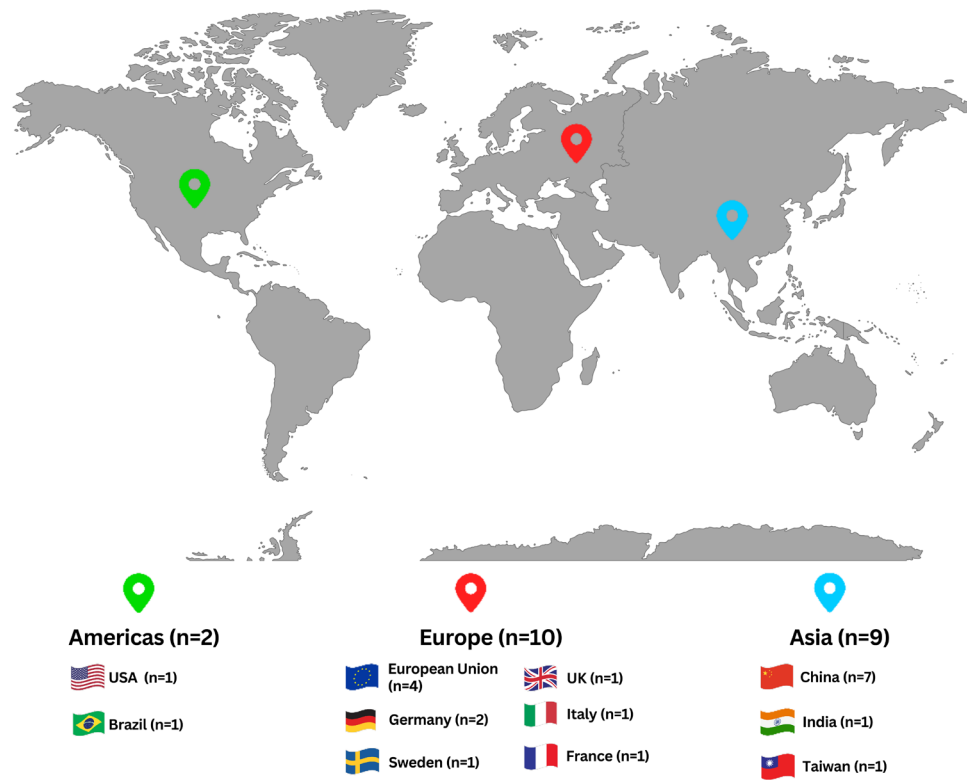 Americas (n=2)
USA (n=1)
Brazil (n=1)
Europe (n=10)
European Union
(n=4)
Germany (n=2)
Sweden (n=1)
UK (n=1)
Italy (n=1)
France (n=1)
Asia (n=9)
China (n=7)
India (n=1)
Taiwan (n=1)